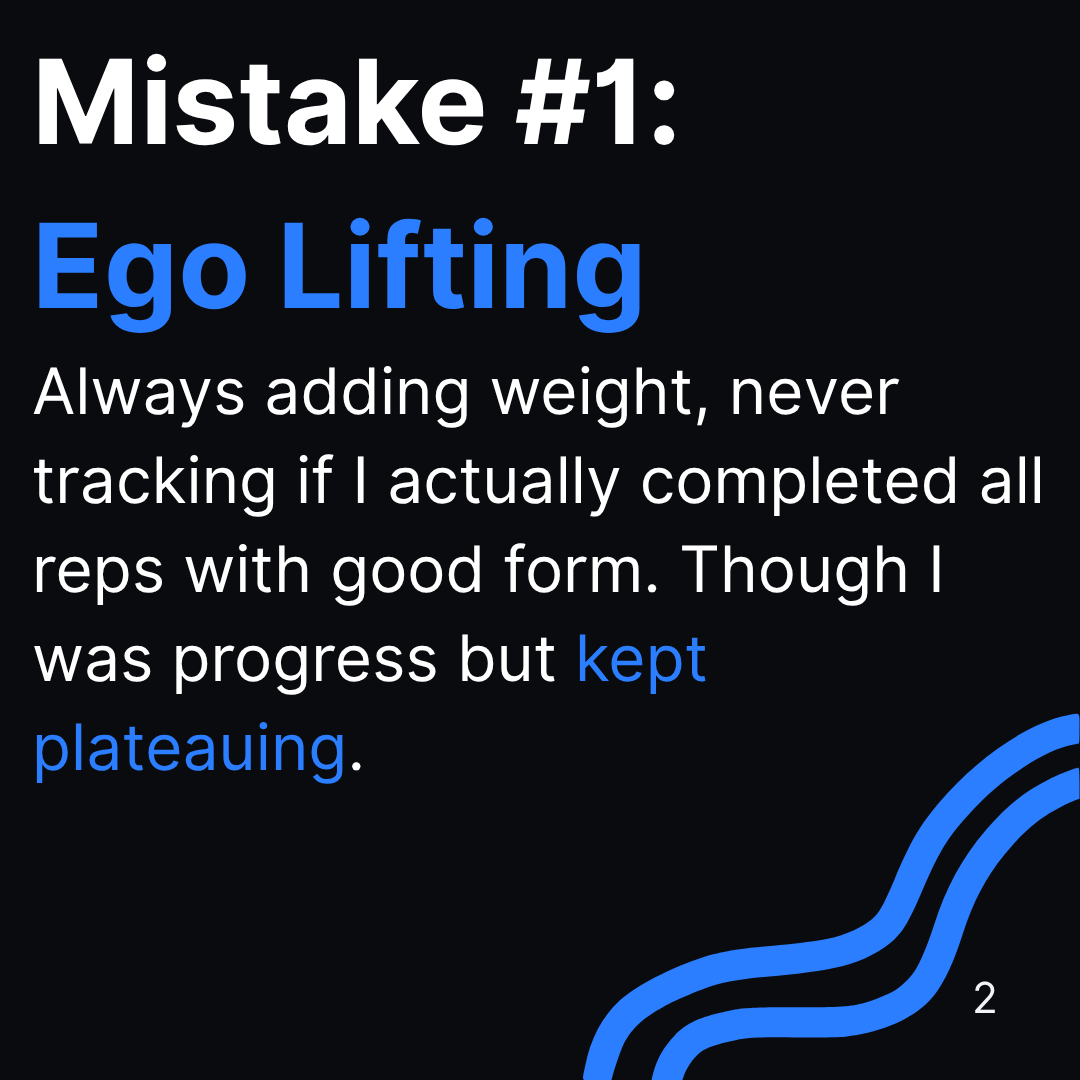 Mistake #1:
Ego Lifting
Always adding weight, never
tracking if I actually completed all
reps with good form. Though I
was progress but kept
plateauing.
2